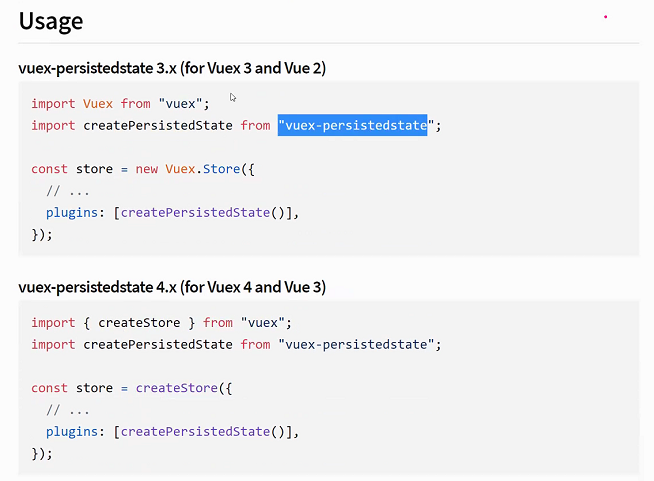 Usage
vuex-persistedstate 3.x (for Vuex 3 and Vue 2)
import Vuex from "vuex";
import createPersistedState from "vuex-persistedstate";
const store = new Vuex.Store({
// ...
plugins: [createPersistedState()],
});
vuex-persistedstate 4.x (for Vuex 4 and Vue 3)
import { createStore } from "vuex";
import createPersistedState from "vuex-persistedstate";
const store = createStore({
// ...
plugins: [createPersistedState()],
});